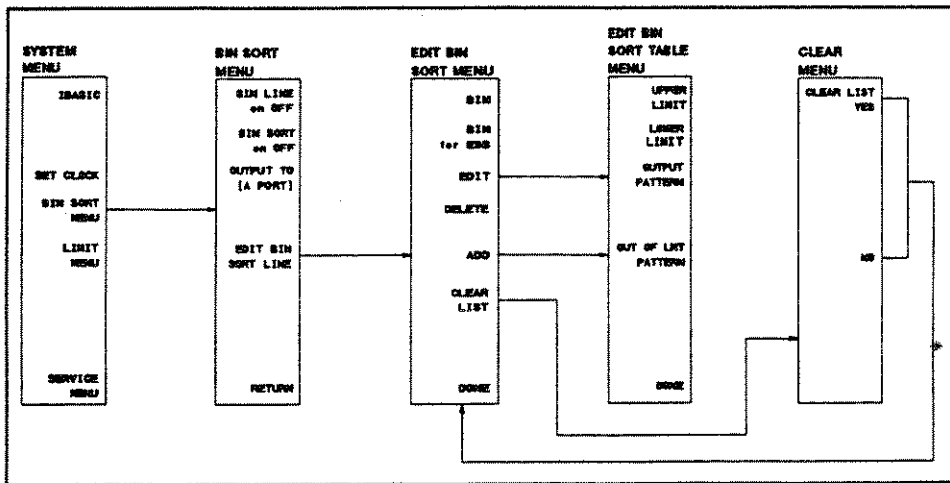 SYSTEM
MENU
IBASIC
SET CLOCK
BIN SORT
MENU
LIMIT
MENU
SERVICE
MENU
BIN SORT
MENU
BIN LINE
on OFF
BIN SORT
on OFF
OUTPUT TO
[A PORT]
EDIT BIN
SORT LINE
RETURN
EDIT BIN
SORT MENU
BIN
BIN
for EDG
EDIT
DELETE
ADD
CLEAR
LIST
DONE
EDIT BIN
SORT TABLE
MENU
UPPER
LIMIT
LOWER
LIMIT
OUTPUT
PATTERN
OUT OF LMT
PATTERN
DONE
CLEAR
MENU
CLEAR LIST
YES
NO